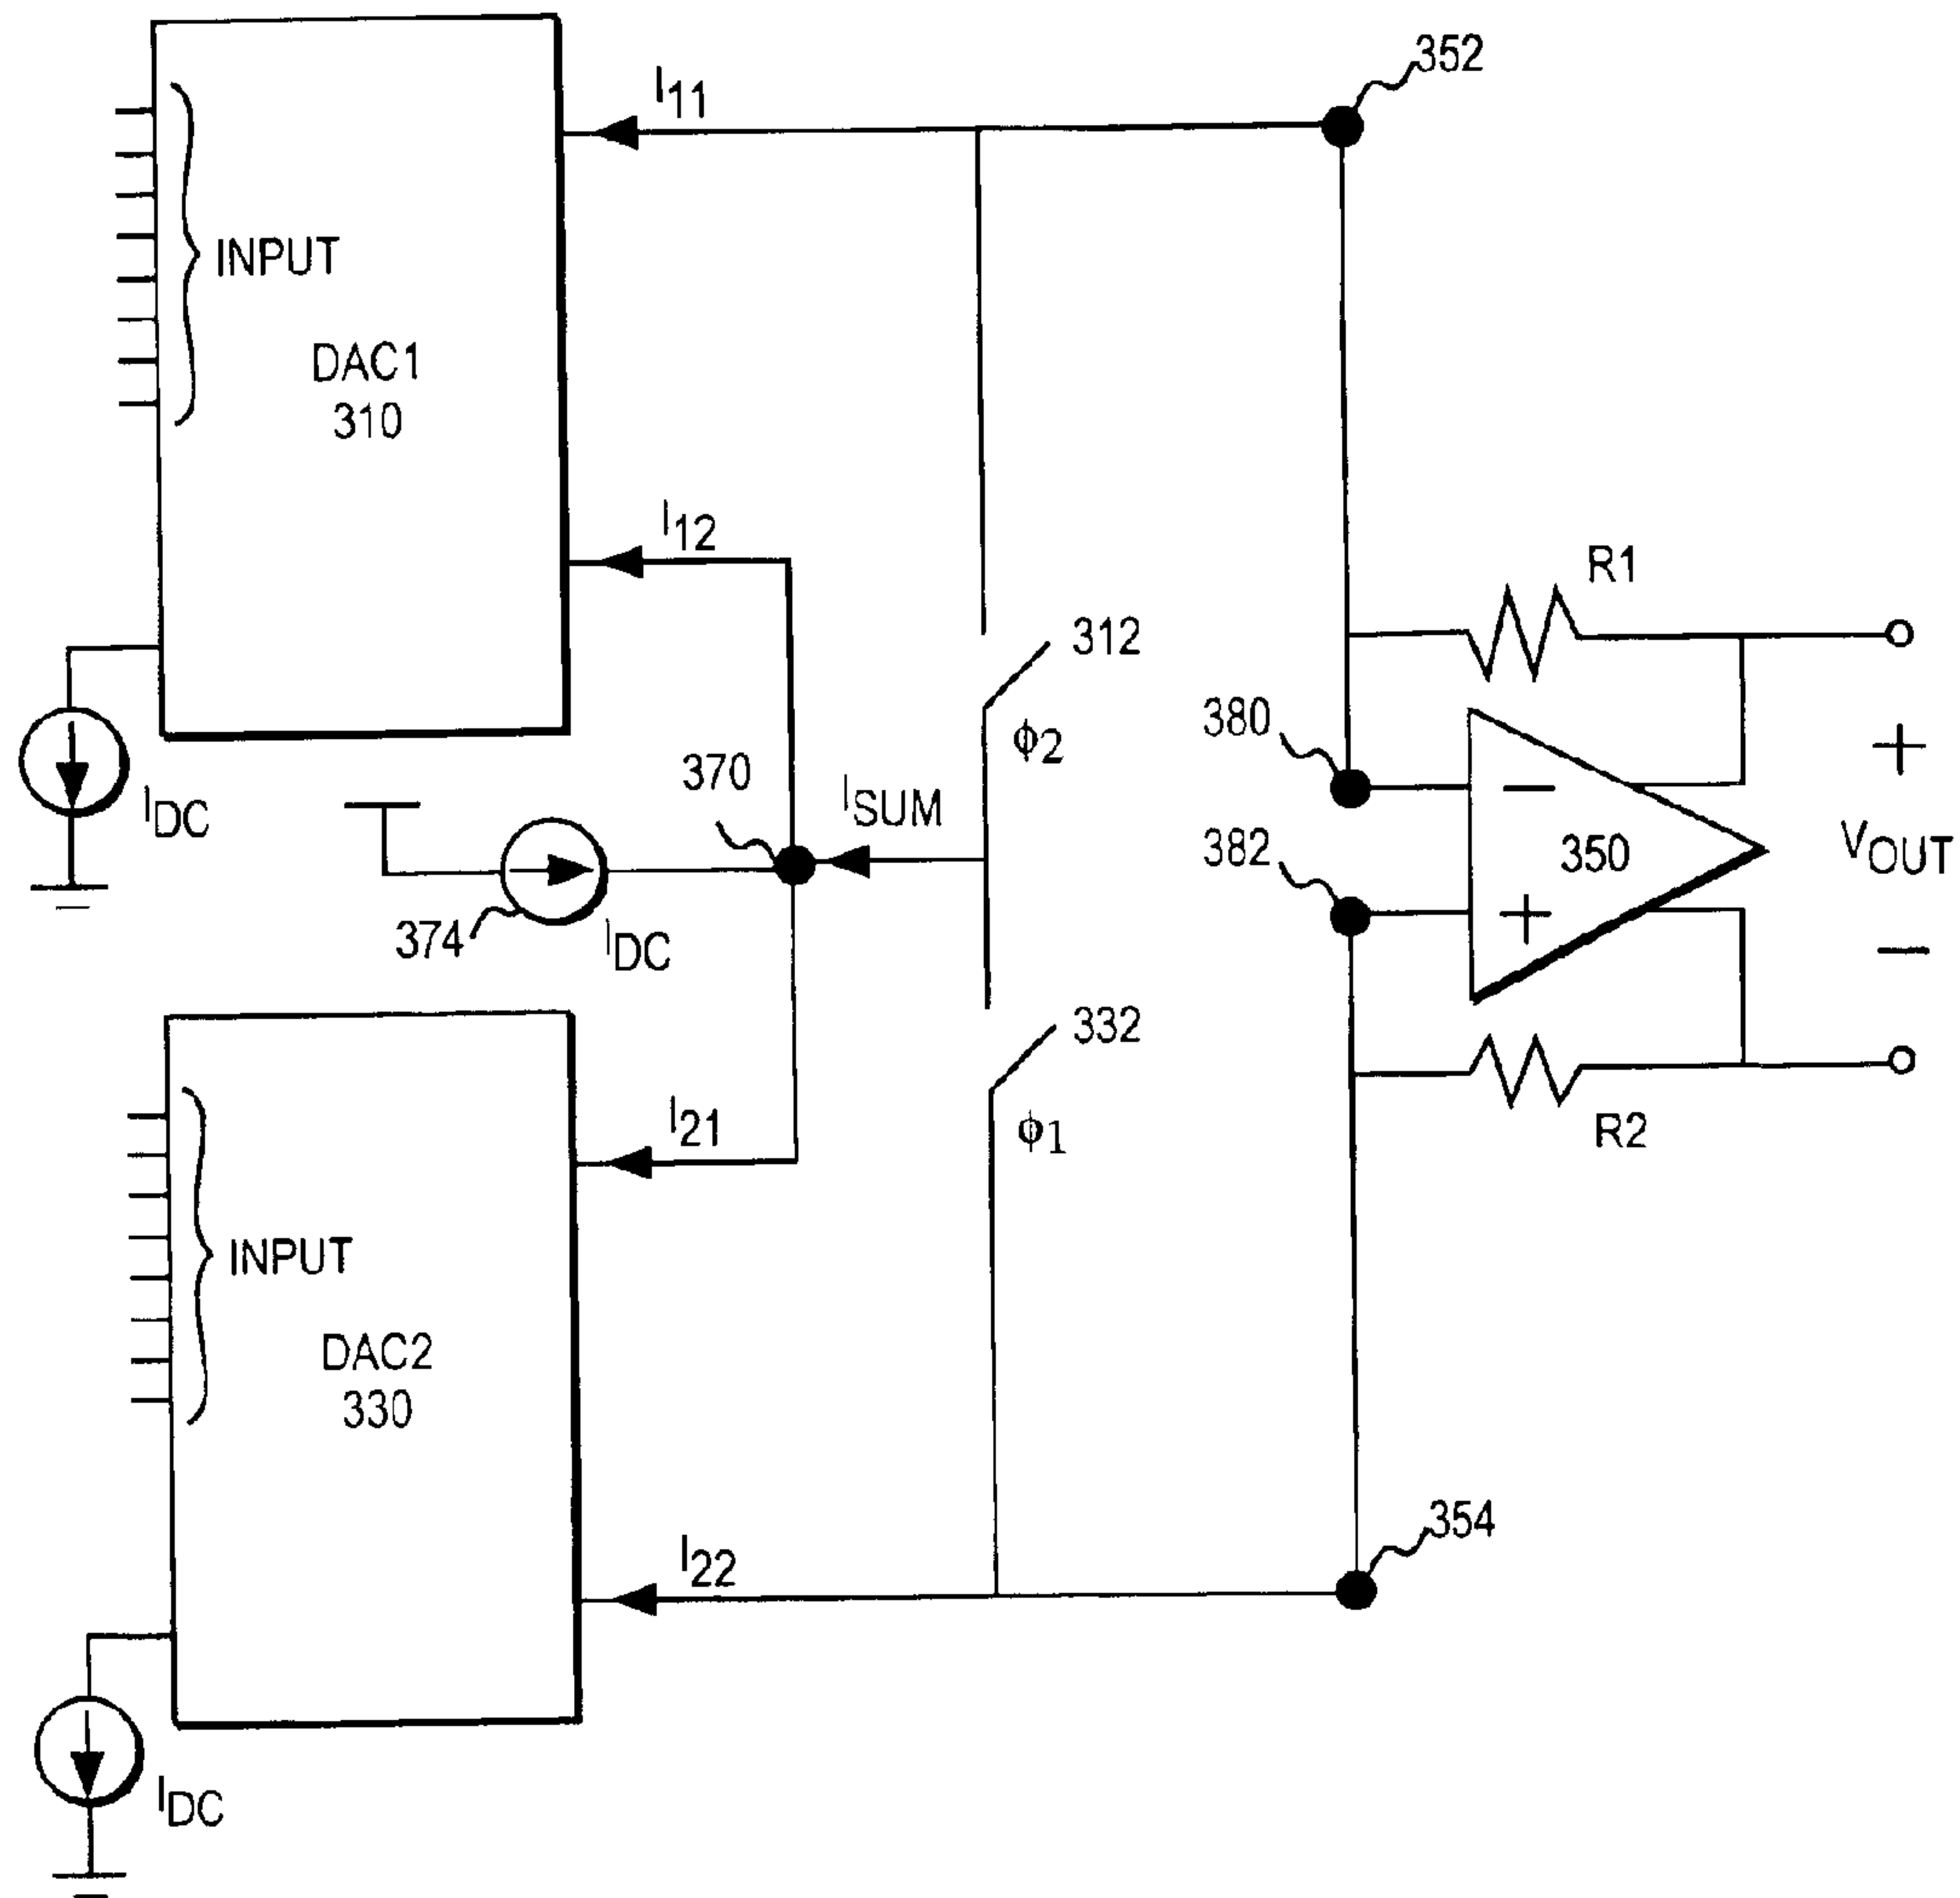 352
I11
INPUT
DAC1
310
I12
R1
312
ϕ2
380
370
ISUM
IDC
382
−
350
+
+
VOUT
−
374
IDC
332
I21
ϕ1
R2
INPUT
DAC2
330
354
I22
IDC